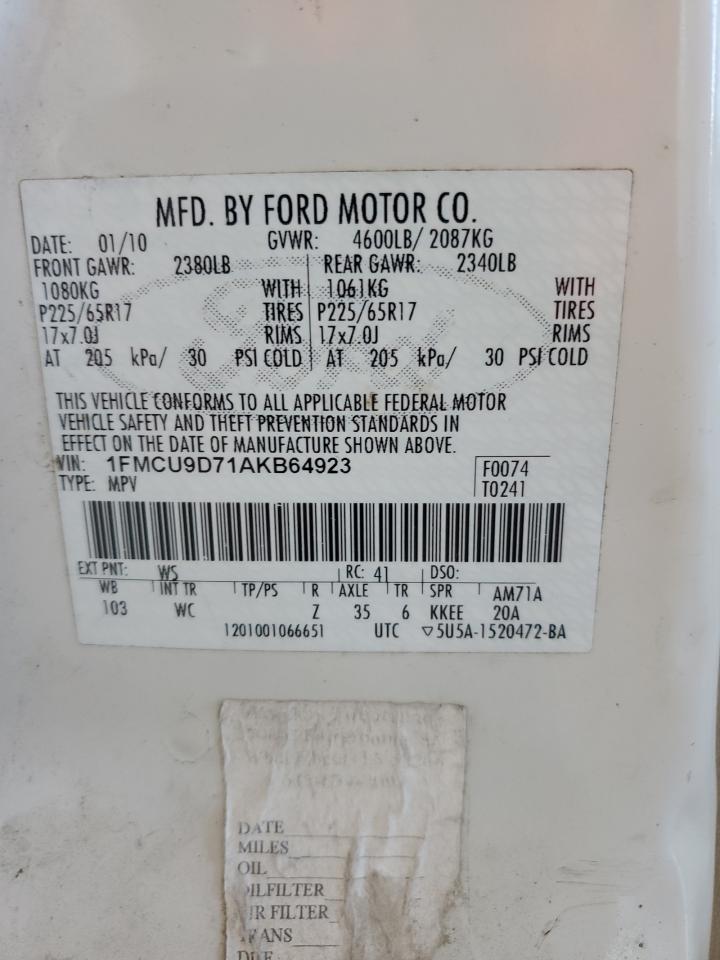 MFD. BY FORD MOTOR CO.
DATE: 01/10 GVWR: 4600LB/ 2087KG
FRONT GAWR: 2380LB REAR GAWR: 2340LB
1080KG WITH 1061KG WITH
P225/65R17 TIRES P225/65R17 TIRES
17x7.0J RIMS 17x7.0J RIMS
AT 205 kPa/ 30 PSI COLD AT 205 kPa/ 30 PSI COLD
THIS VEHICLE CONFORMS TO ALL APPLICABLE FEDERAL MOTOR
VEHICLE SAFETY AND THEFT PREVENTION STANDARDS IN
EFFECT ON THE DATE OF MANUFACTURE SHOWN ABOVE.
VIN: 1FMCU9D71AKB64923 F0074
TYPE: MPV T0241
EXT PNT: WS RC: 41 DSO:
WB INT TR TP/PS R AXLE TR SPR AM71A
103 WC Z 35 6 KKEE 20A
1201001066651 UTC ▽5U5A-1520472-BA
DATE
MILES
OIL
OILFILTER
AIR FILTER
TRANS